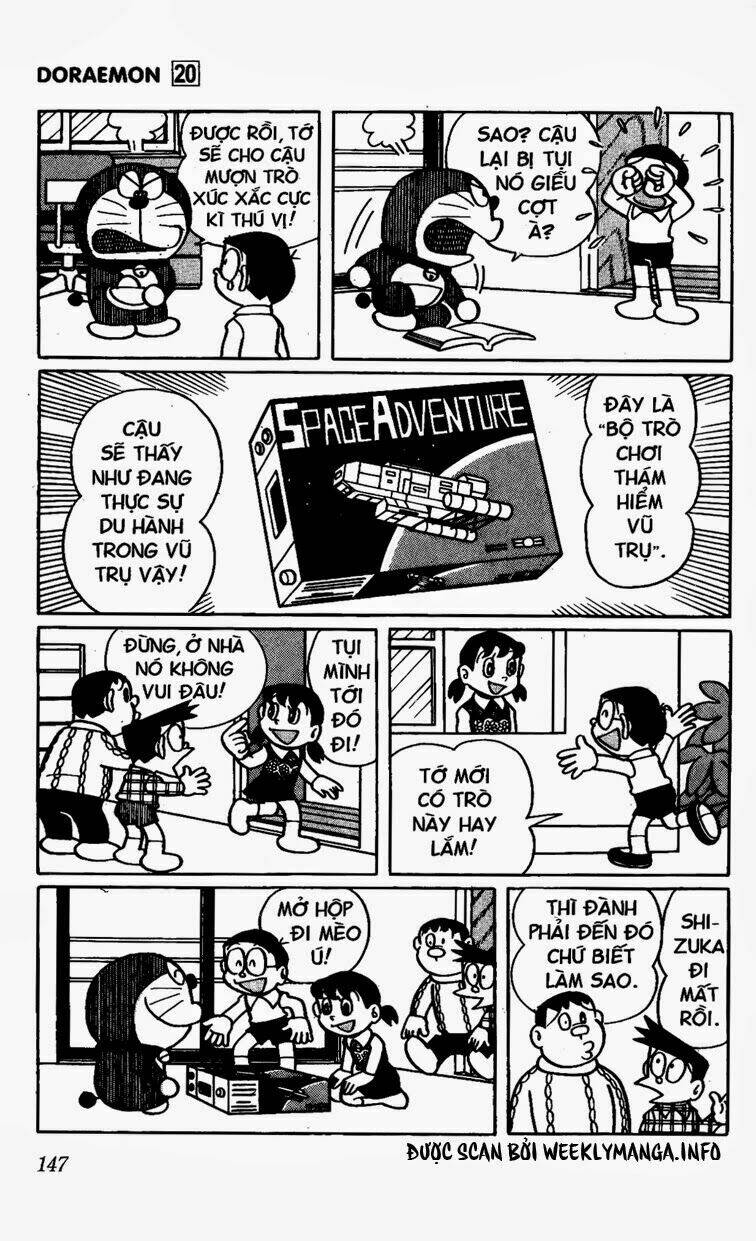 DORAEMON 20
SAO? CẬU
LẠI BỊ TỤI
NÓ GIỄU
CỢT
À?
ĐƯỢC RỒI, TỚ
SẼ CHO CẬU
MƯỢN TRÒ
XÚC XẮC CỰC
KÌ THÚ VỊ!
ĐÂY LÀ
"BỘ TRÒ
CHƠI
THÁM
HIỂM
VŨ
TRỤ".
SPACE ADVENTURE
CẬU
SẼ THẤY
NHƯ ĐANG
THỰC SỰ
DU HÀNH
TRONG VŨ
TRỤ VẬY!
TỚ MỚI
CÓ TRÒ
NÀY HAY
LẮM!
TỤI
MÌNH
TỚI
ĐÓ
ĐI!
ĐỪNG, Ở NHÀ
NÓ KHÔNG
VUI ĐÂU!
SHI-
ZUKA
ĐI
MẤT
RỒI.
THÌ ĐÀNH
PHẢI ĐẾN ĐÓ
CHỨ BIẾT
LÀM SAO.
MỞ HỘP
ĐI MÈO
Ú!
147
ĐƯỢC SCAN BỞI WEEKLYMANGA.INFO